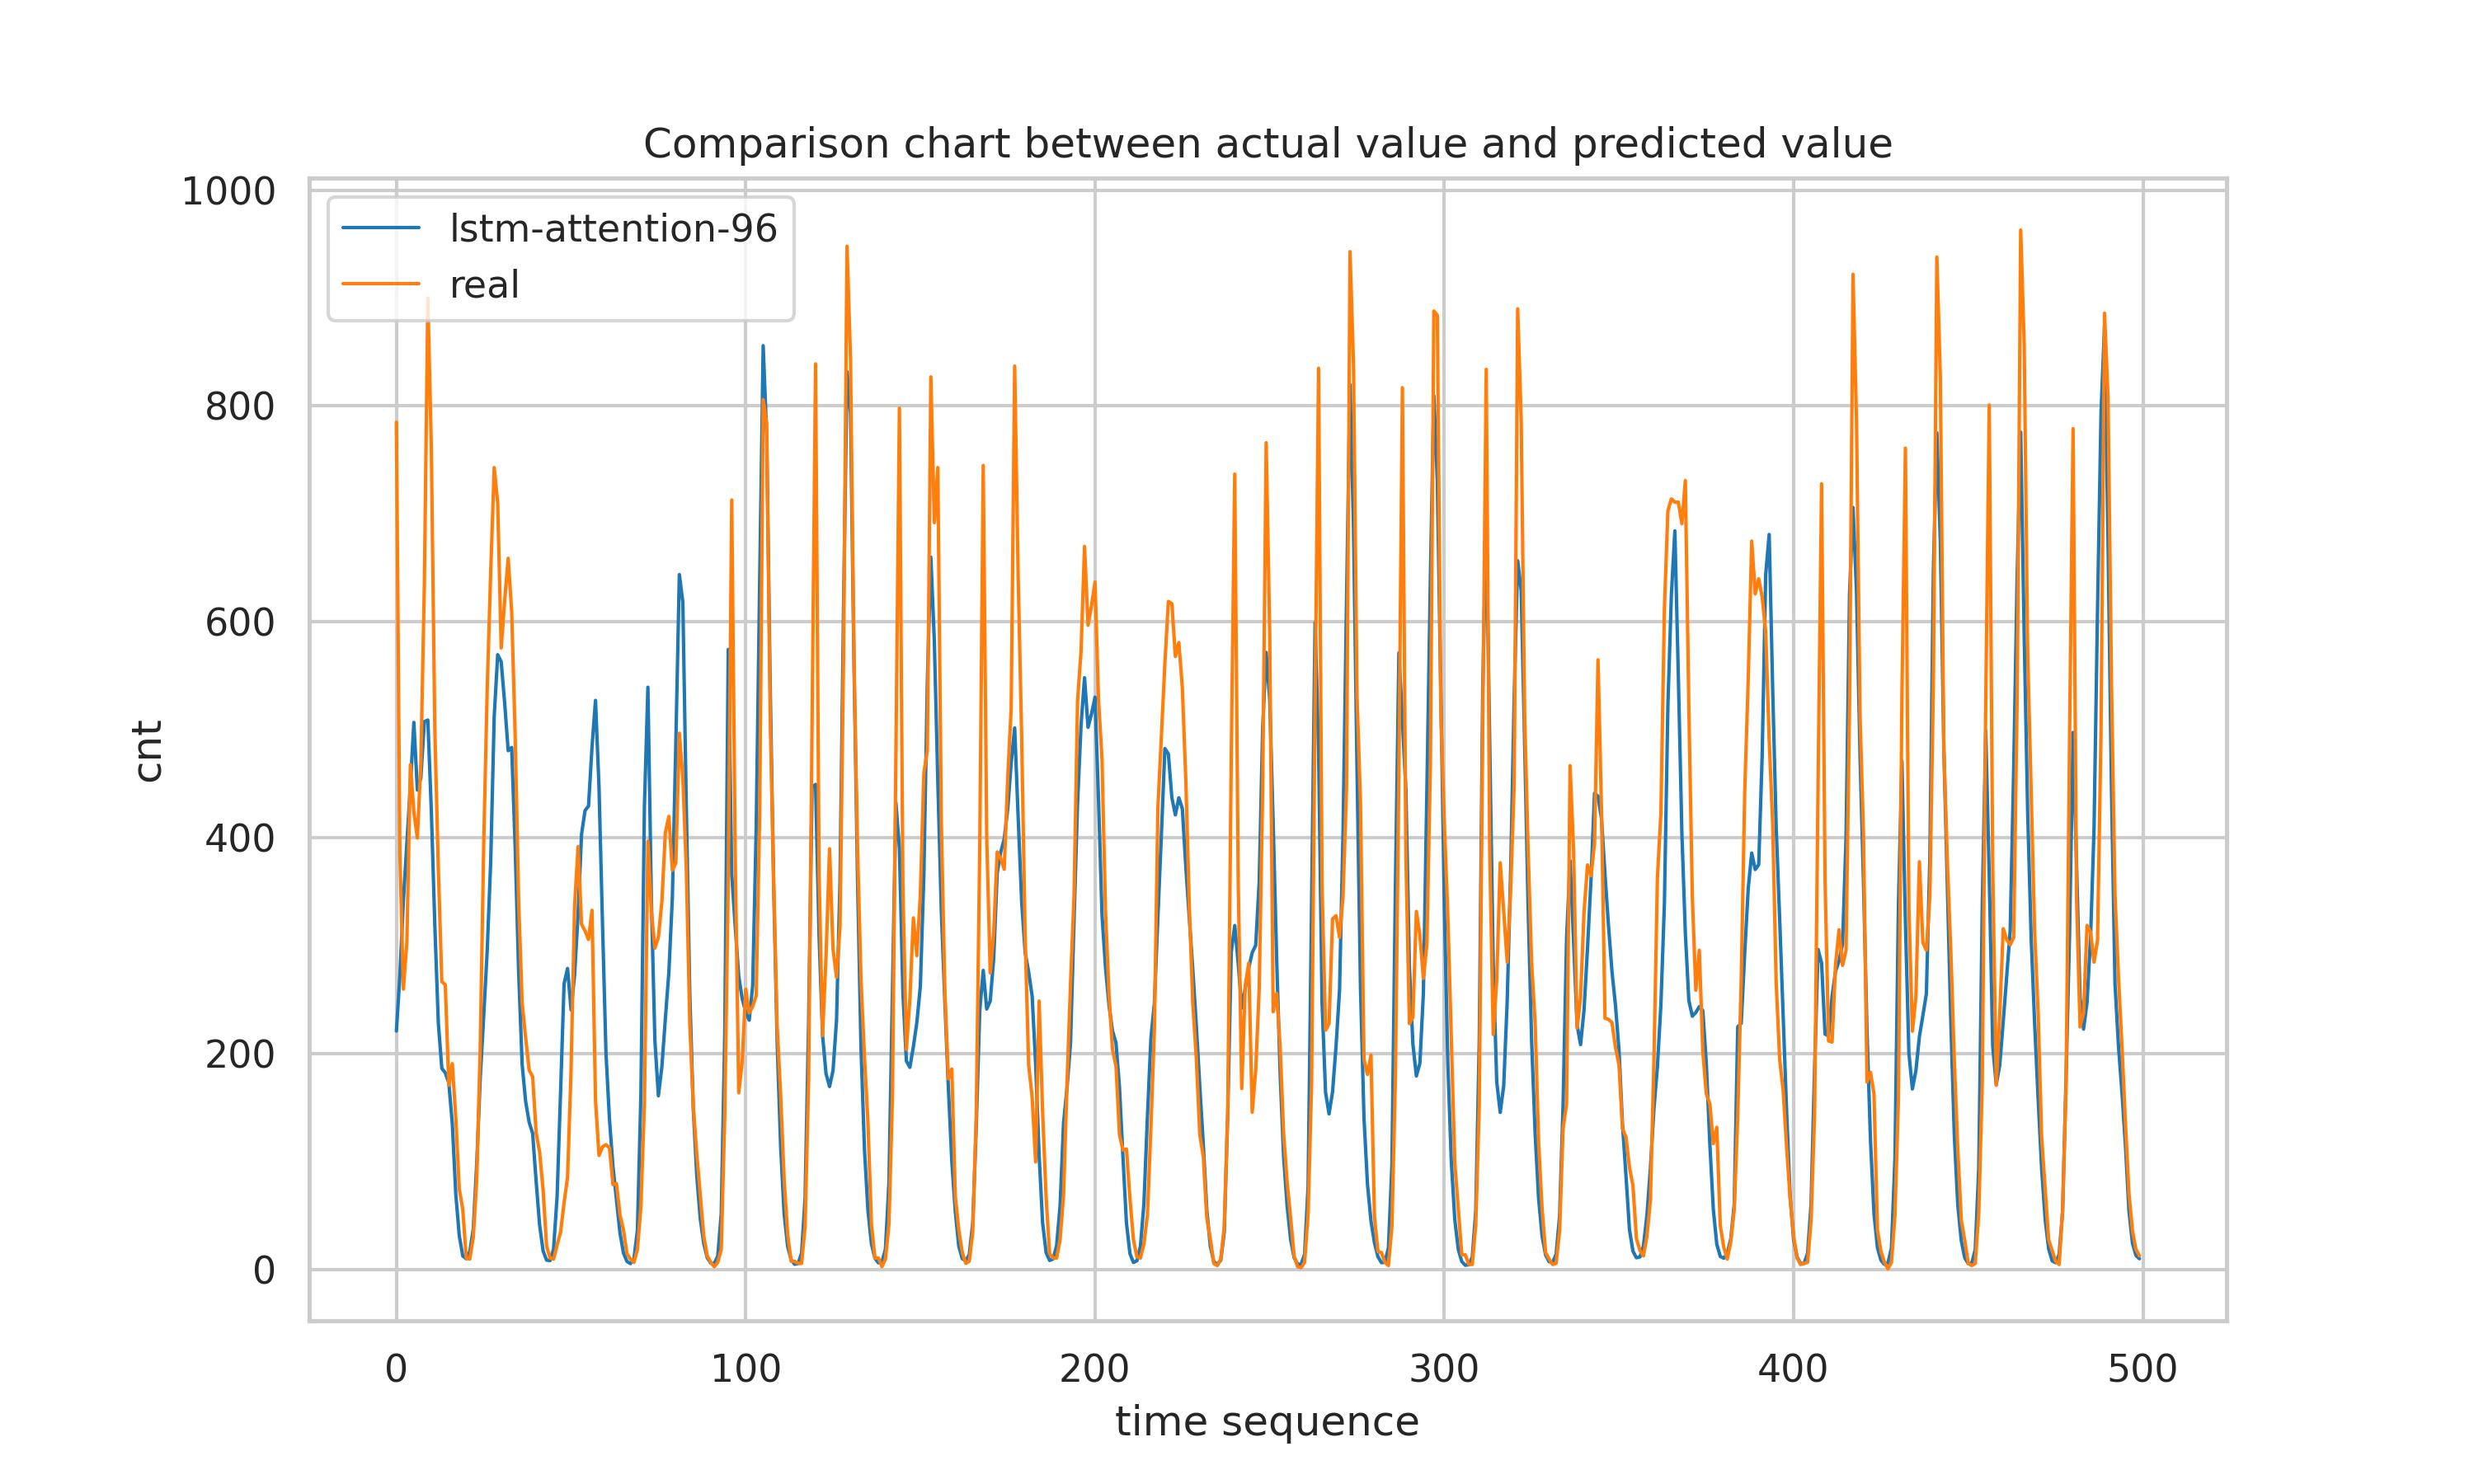 Comparison chart between actual value and predicted value
1000
800
600
400
200
0
cnt
lstm-attention-96
real
0 100 200 300 400 500
time sequence